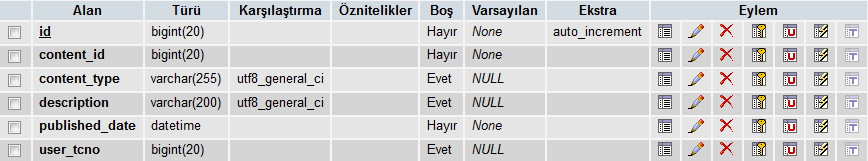 Alan Türü Karşılaştırma Öznitelikler Boş Varsayılan Ekstra Eylem
id bigint(20) Hayır None auto_increment
content_id bigint(20) Hayır None
content_type varchar(255) utf8_general_ci Evet NULL
description varchar(200) utf8_general_ci Evet NULL
published_date datetime Hayır None
user_tcno bigint(20) Evet NULL